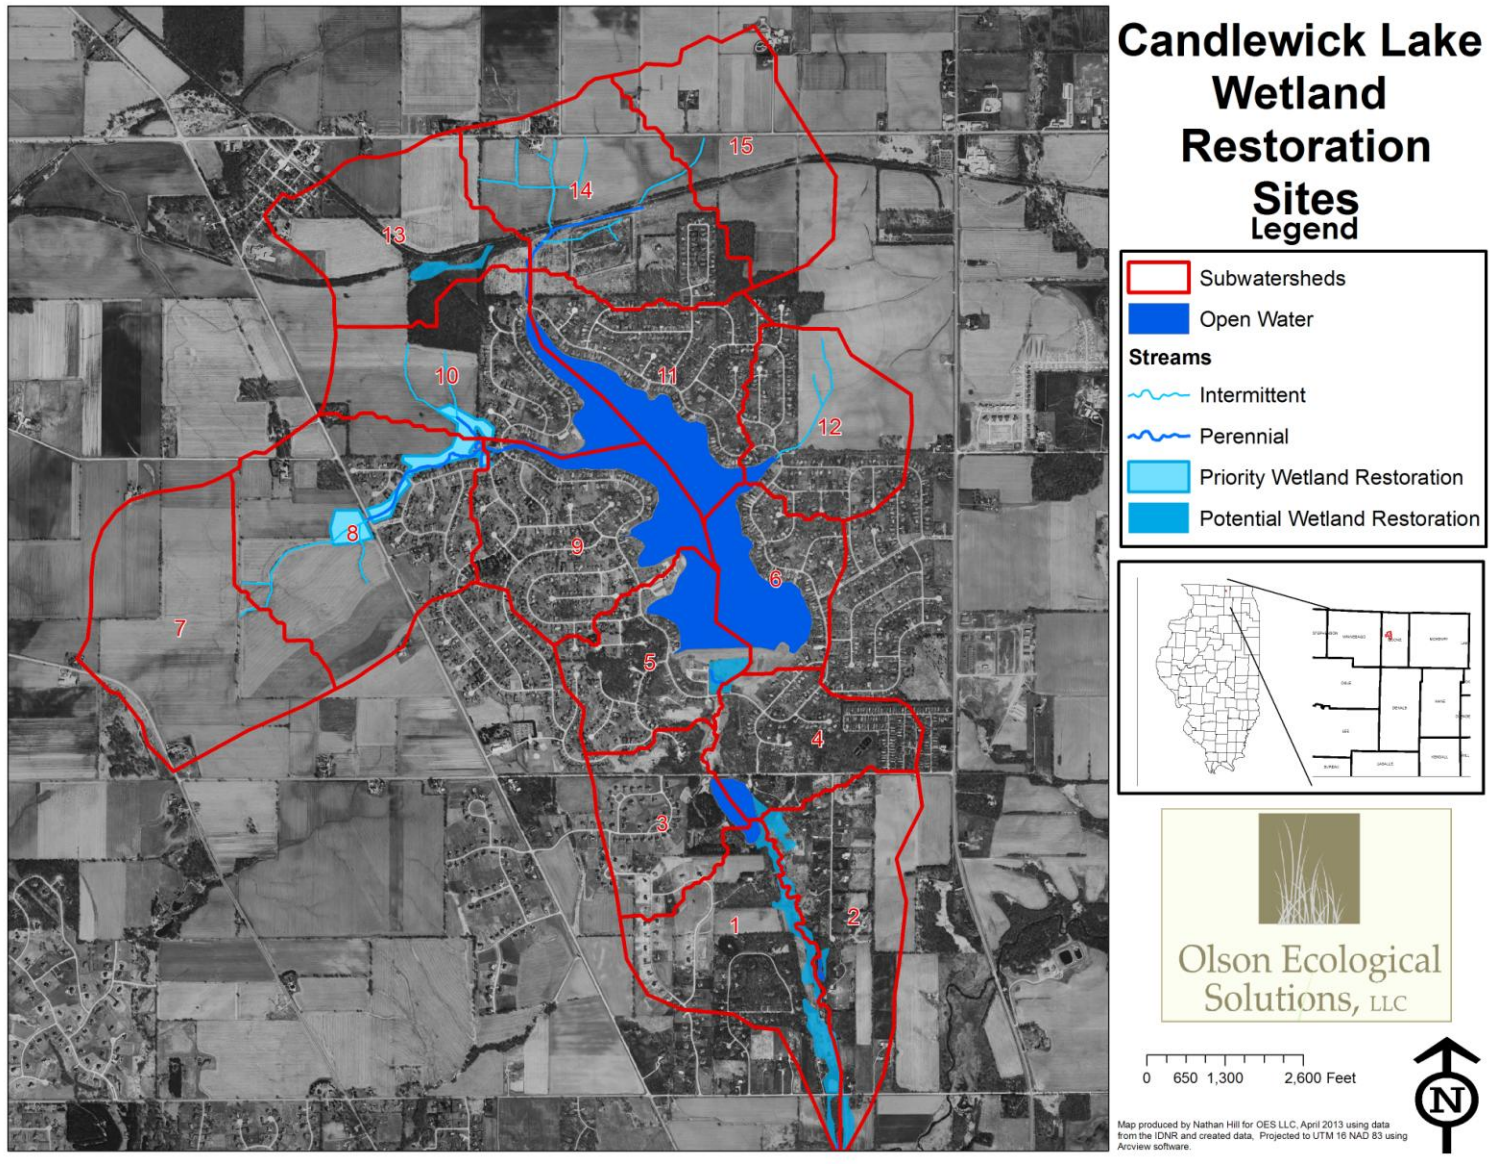 Candlewick Lake
Wetland
Restoration
Sites
Legend
Subwatersheds
Open Water
Streams
Intermittent
Perennial
Priority Wetland Restoration
Potential Wetland Restoration
15
14
13
10
11
12
8
9
6
7
5
4
3
1
2
Olson Ecological
Solutions, LLC
0 650 1,300 2,600 Feet
N
Map produced by Nathan Hill for OES LLC, April 2013 using data
from the IDNR and created data, Projected to UTM 16 NAD 83 using
Arcview software.